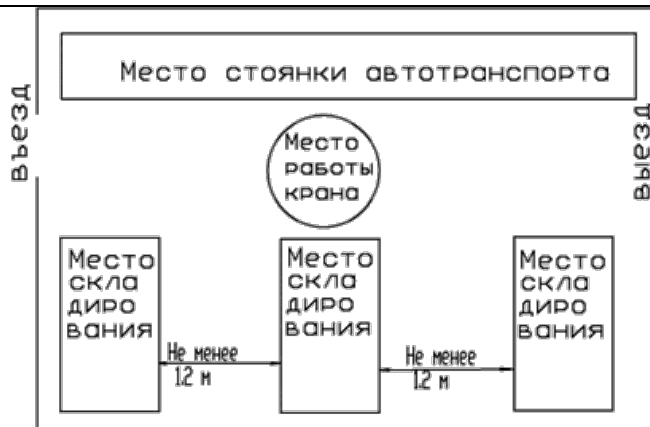 Место стоянки автотранспорта
въезд
выезд
Место
работы
крана
Место
скла
диро
вания
Место
скла
диро
вания
Место
скла
диро
вания
Не менее
1.2 м
Не менее
1.2 м